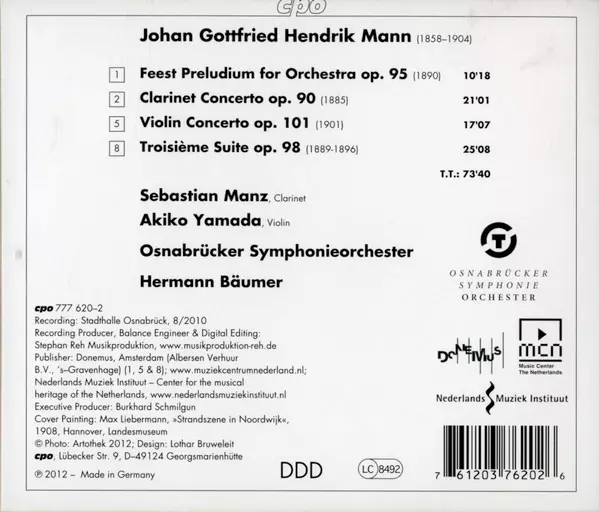 cpo
Johan Gottfried Hendrik Mann (1858–1904)
1 Feest Preludium for Orchestra op. 95 (1890) 10'18
2 Clarinet Concerto op. 90 (1885) 21'01
5 Violin Concerto op. 101 (1901) 17'07
8 Troisième Suite op. 98 (1889-1896) 25'08
T.T.: 73'40
Sebastian Manz, Clarinet
Akiko Yamada, Violin
Osnabrücker Symphonieorchester
Hermann Bäumer
OSNABRÜCKER
SYMPHONIE
ORCHESTER
cpo 777 620–2
Recording: Stadthalle Osnabrück, 8/2010
Recording Producer, Balance Engineer & Digital Editing:
Stephan Reh Musikproduktion, www.musikproduktion-reh.de
Publisher: Donemus, Amsterdam (Albersen Verhuur
B.V., 's–Gravenhage) (1, 5 & 8); www.muziekcentrumnederland.nl;
Nederlands Muziek Instituut – Center for the musical
heritage of the Netherlands, www.nederlandsmuziekinstituut.nl
Executive Producer: Burkhard Schmilgun
Cover Painting: Max Liebermann, »Strandszene in Noordwijk«,
1908, Hannover, Landesmuseum
© Photo: Artothek 2012; Design: Lothar Bruweleit
cpo, Lübecker Str. 9, D–49124 Georgsmarienhütte
℗ 2012 – Made in Germany
DONEMUS
mcn
Music Center
The Netherlands
Nederlands Muziek Instituut
DDD
LC 8492
7 61203 76202 6